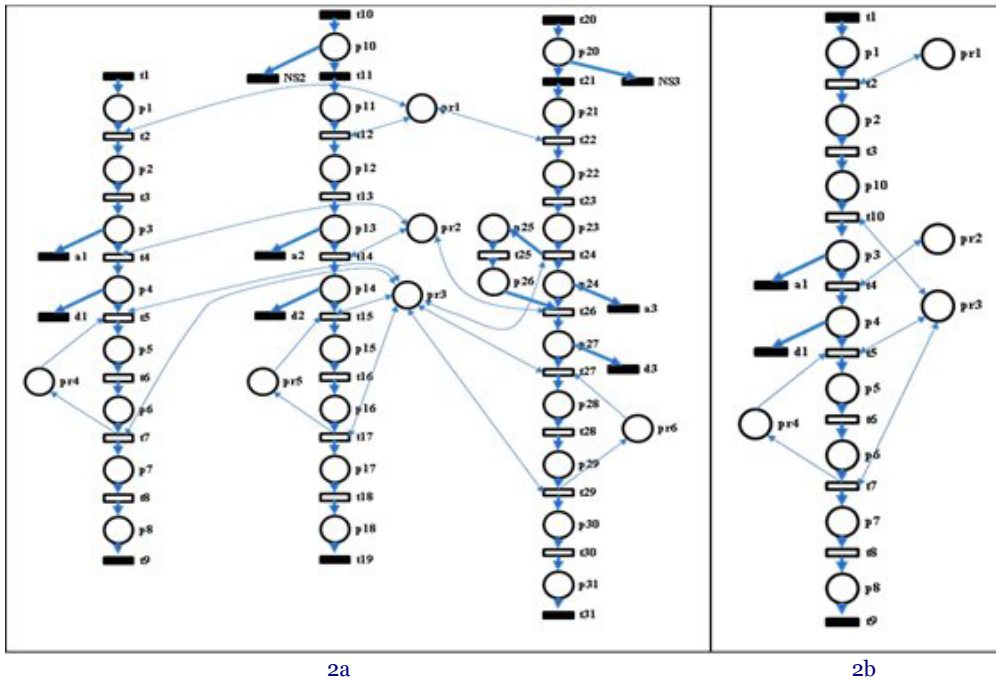 t1
p1
t2
p2
t3
p3
a1
t4
p4
d1
t5
p5
t6
pr4
p6
t7
p7
t8
p8
t9
t10
p10
NS2
t11
p11
pr1
t12
p12
t13
p13
pr2
a2
t14
p14
pr3
d2
t15
p15
t16
pr5
p16
t17
p17
t18
p18
t19
t20
p20
t21
NS3
p21
t22
p22
t23
p25
p23
t25
t24
p26
p24
a3
t26
p27
d3
t27
p28
pr6
t28
p29
t29
p30
t30
p31
t31
2a
t1
p1
pr1
t2
p2
t3
p10
t10
pr2
p3
a1
t4
pr3
p4
d1
t5
p5
t6
pr4
p6
t7
p7
t8
p8
t9
2b